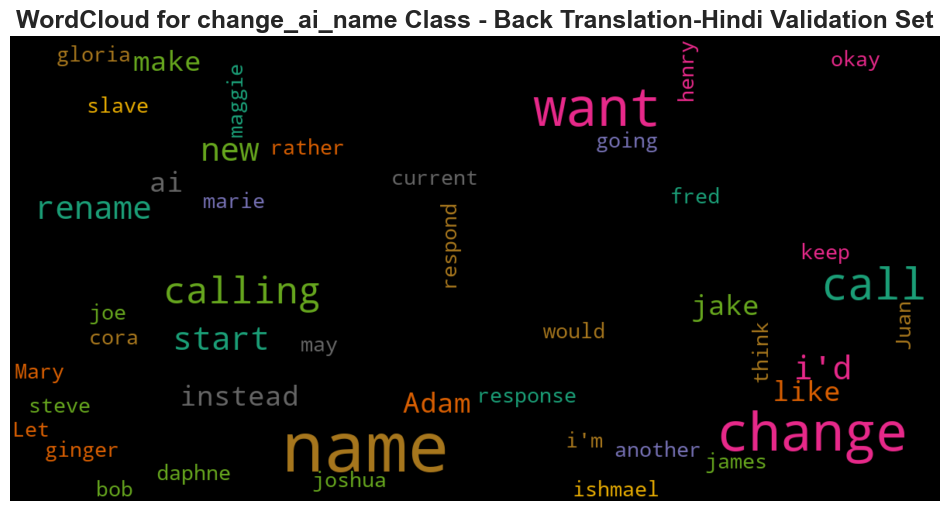 WordCloud for change_ai_name Class - Back Translation-Hindi Validation Set
gloria make henry okay
slave maggie want
new rather going
ai marie current fred
rename respond keep
calling call
joe start jake Juan
cora may would think
Mary i'd
steve instead Adam response like
Let name change
ginger i'm another
daphne joshua james
bob ishmael